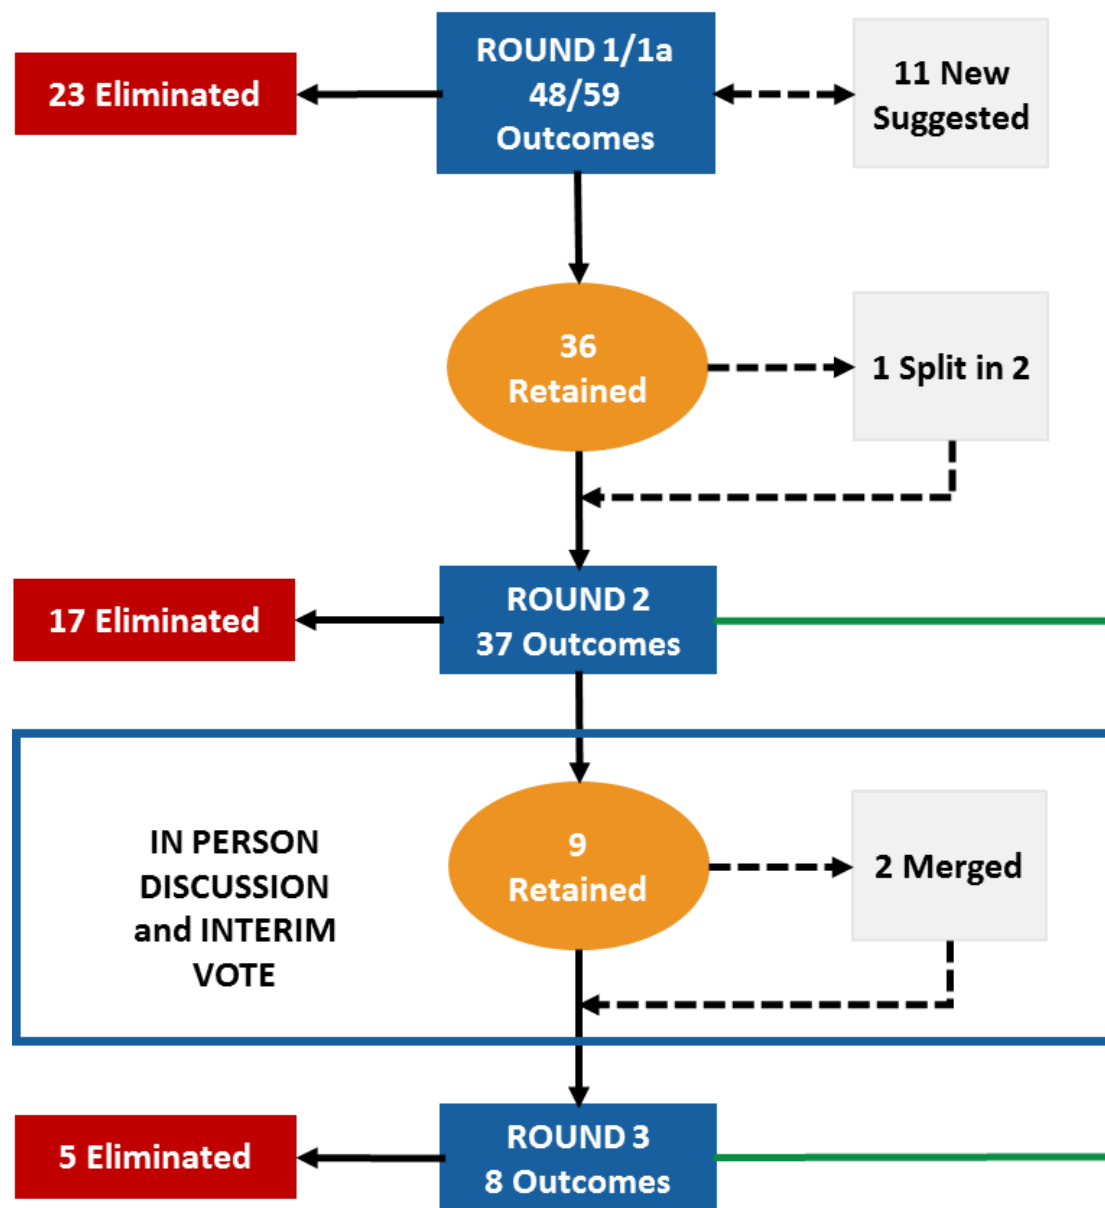 ROUND 1/1a
48/59
Outcomes
23 Eliminated
11 New
Suggested
36
Retained
1 Split in 2
17 Eliminated
ROUND 2
37 Outcomes
IN PERSON
DISCUSSION
and INTERIM
VOTE
9
Retained
2 Merged
5 Eliminated
ROUND 3
8 Outcomes